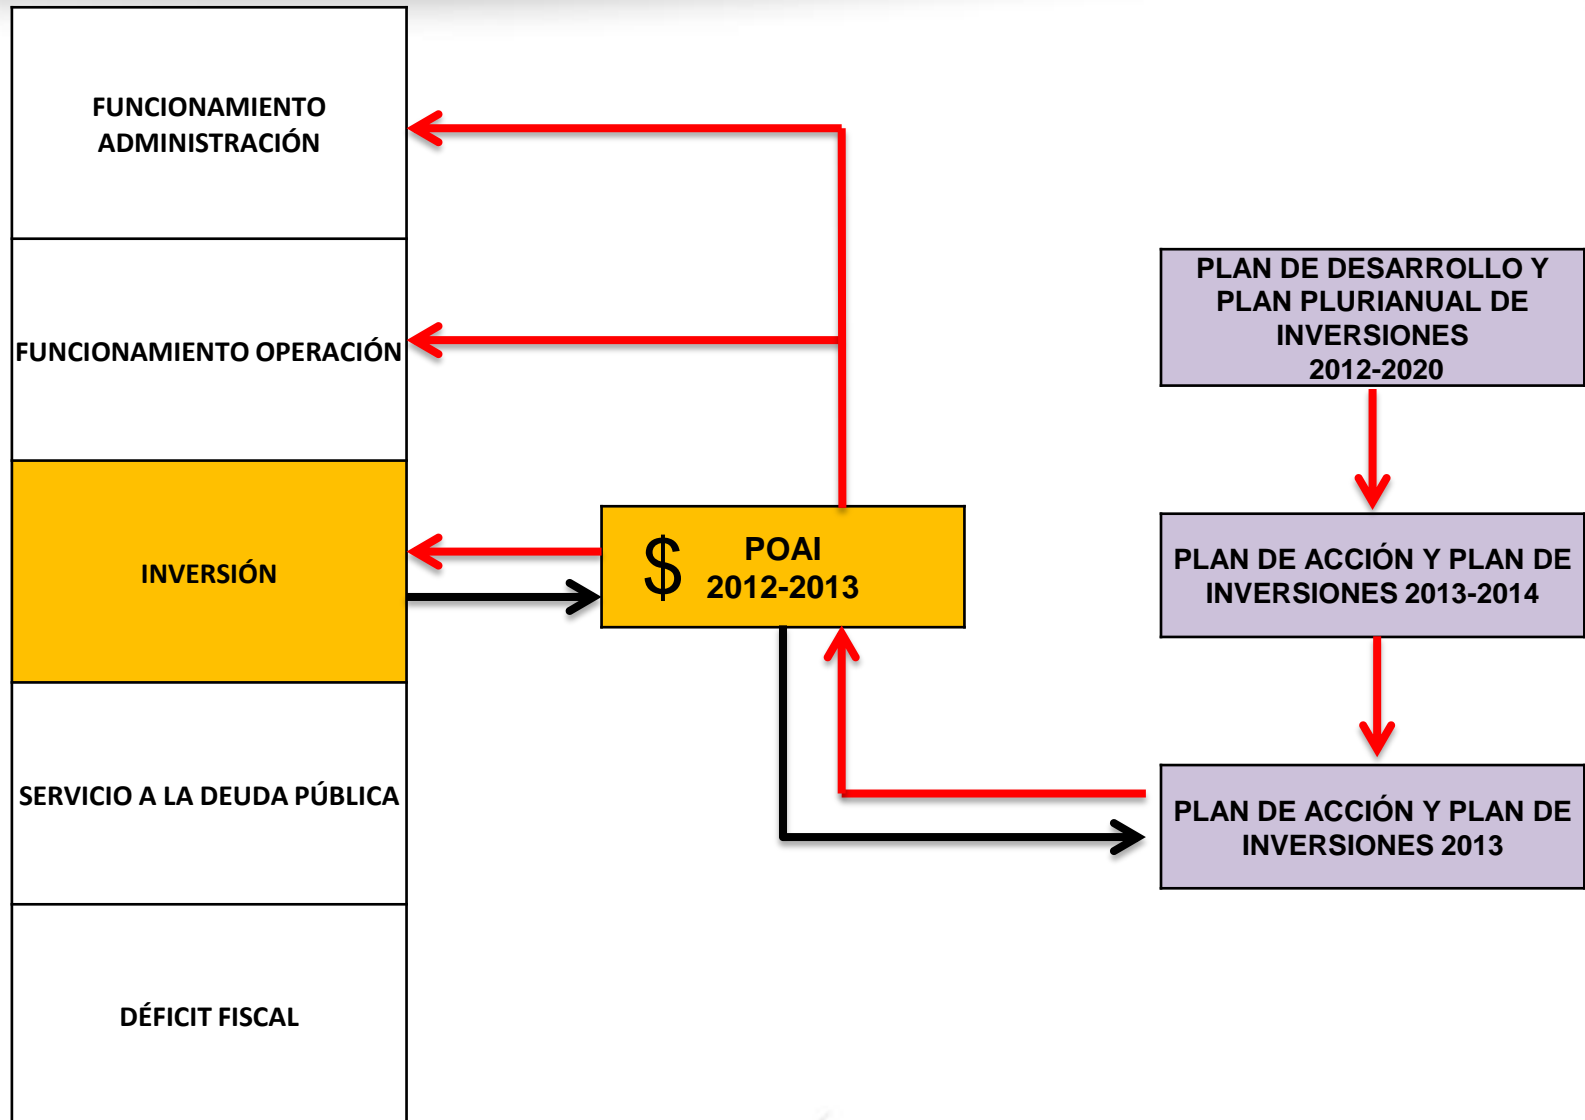 FUNCIONAMIENTO
ADMINISTRACIÓN
FUNCIONAMIENTO OPERACIÓN
INVERSIÓN
SERVICIO A LA DEUDA PÚBLICA
DÉFICIT FISCAL
$
POAI
2012-2013
PLAN DE DESARROLLO Y
PLAN PLURIANUAL DE
INVERSIONES
2012-2020
PLAN DE ACCIÓN Y PLAN DE
INVERSIONES 2013-2014
PLAN DE ACCIÓN Y PLAN DE
INVERSIONES 2013